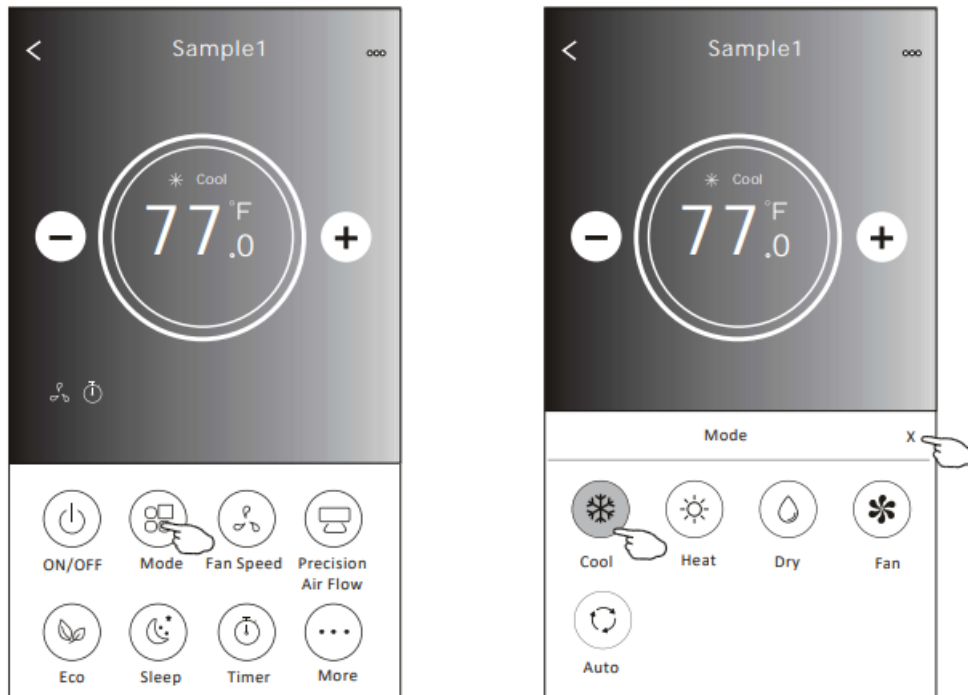 Sample1
Cool
77.0°F
ON/OFF
Mode
Fan Speed
Precision
Air Flow
Eco
Sleep
Timer
More
Sample1
Cool
77.0°F
Mode X
Cool
Heat
Dry
Fan
Auto